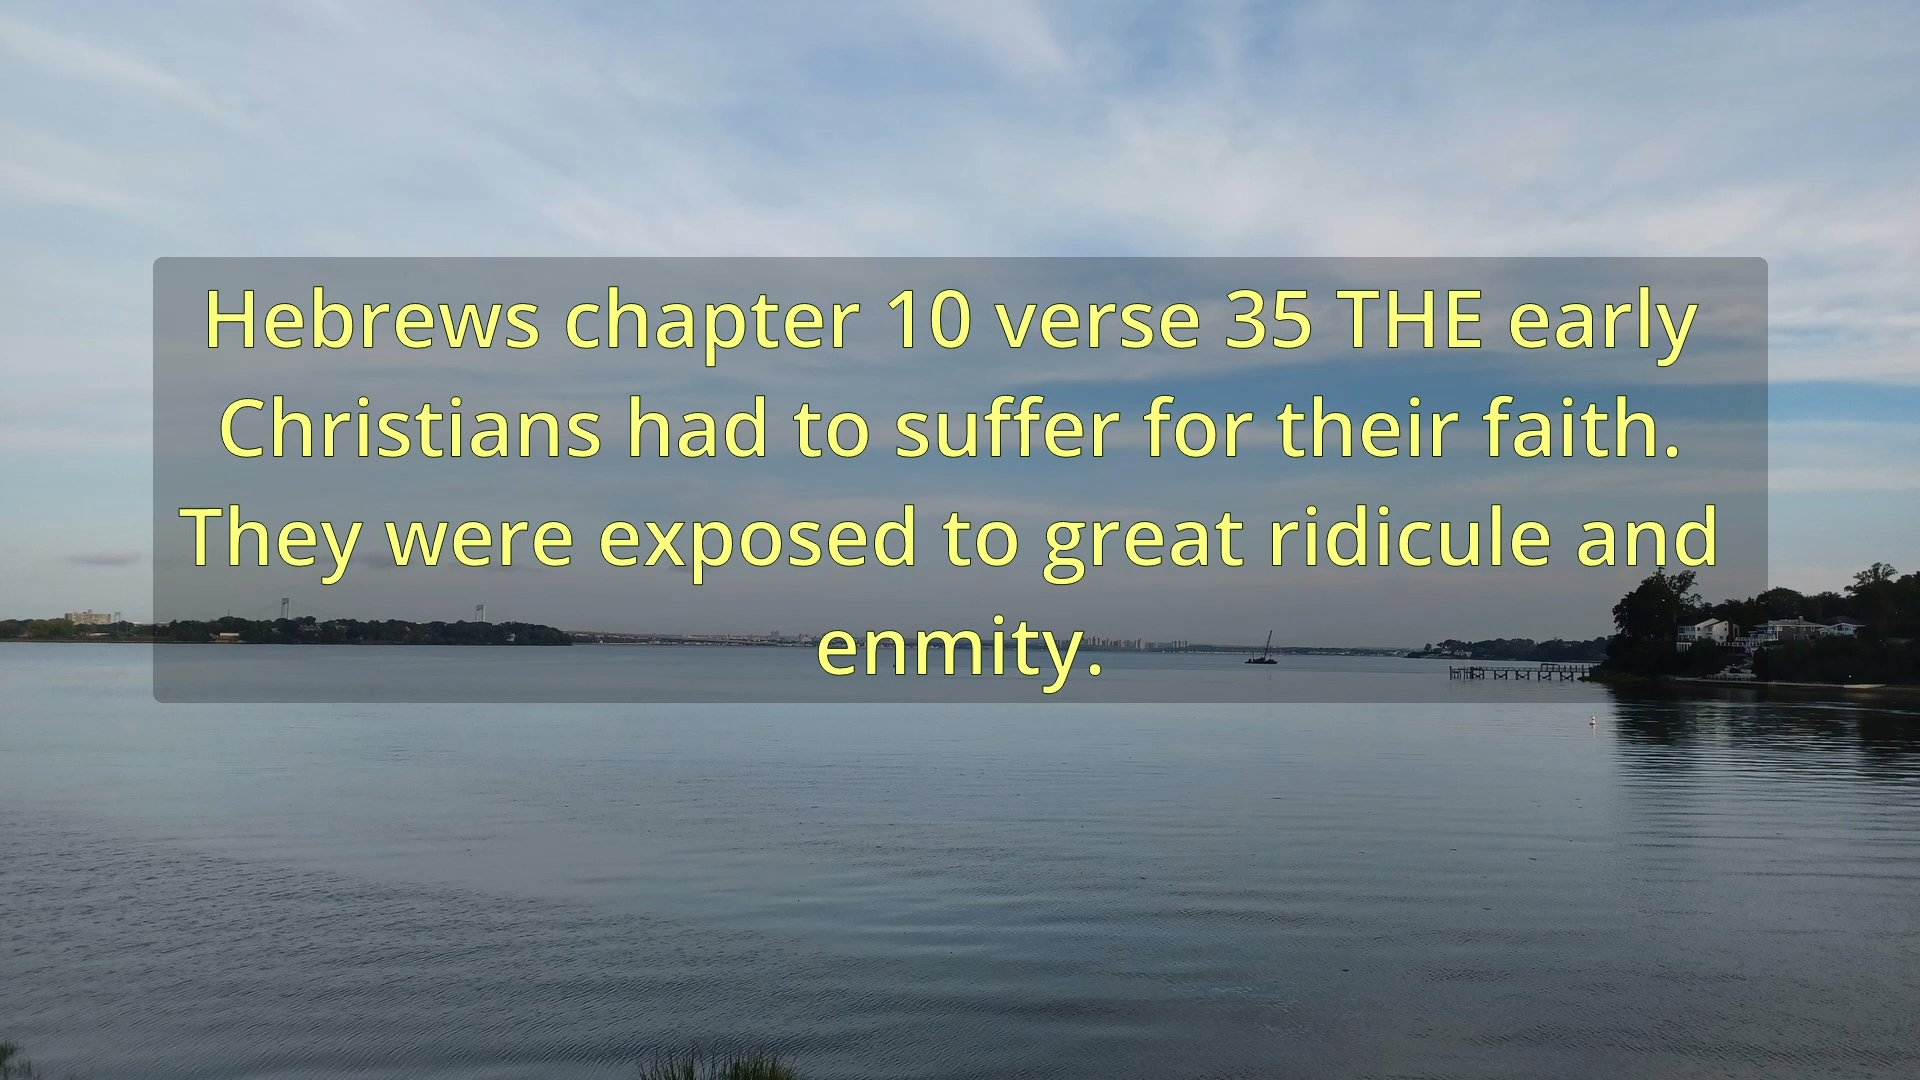 Hebrews chapter 10 verse 35 THE early
Christians had to suffer for their faith.
They were exposed to great ridicule and
enmity.